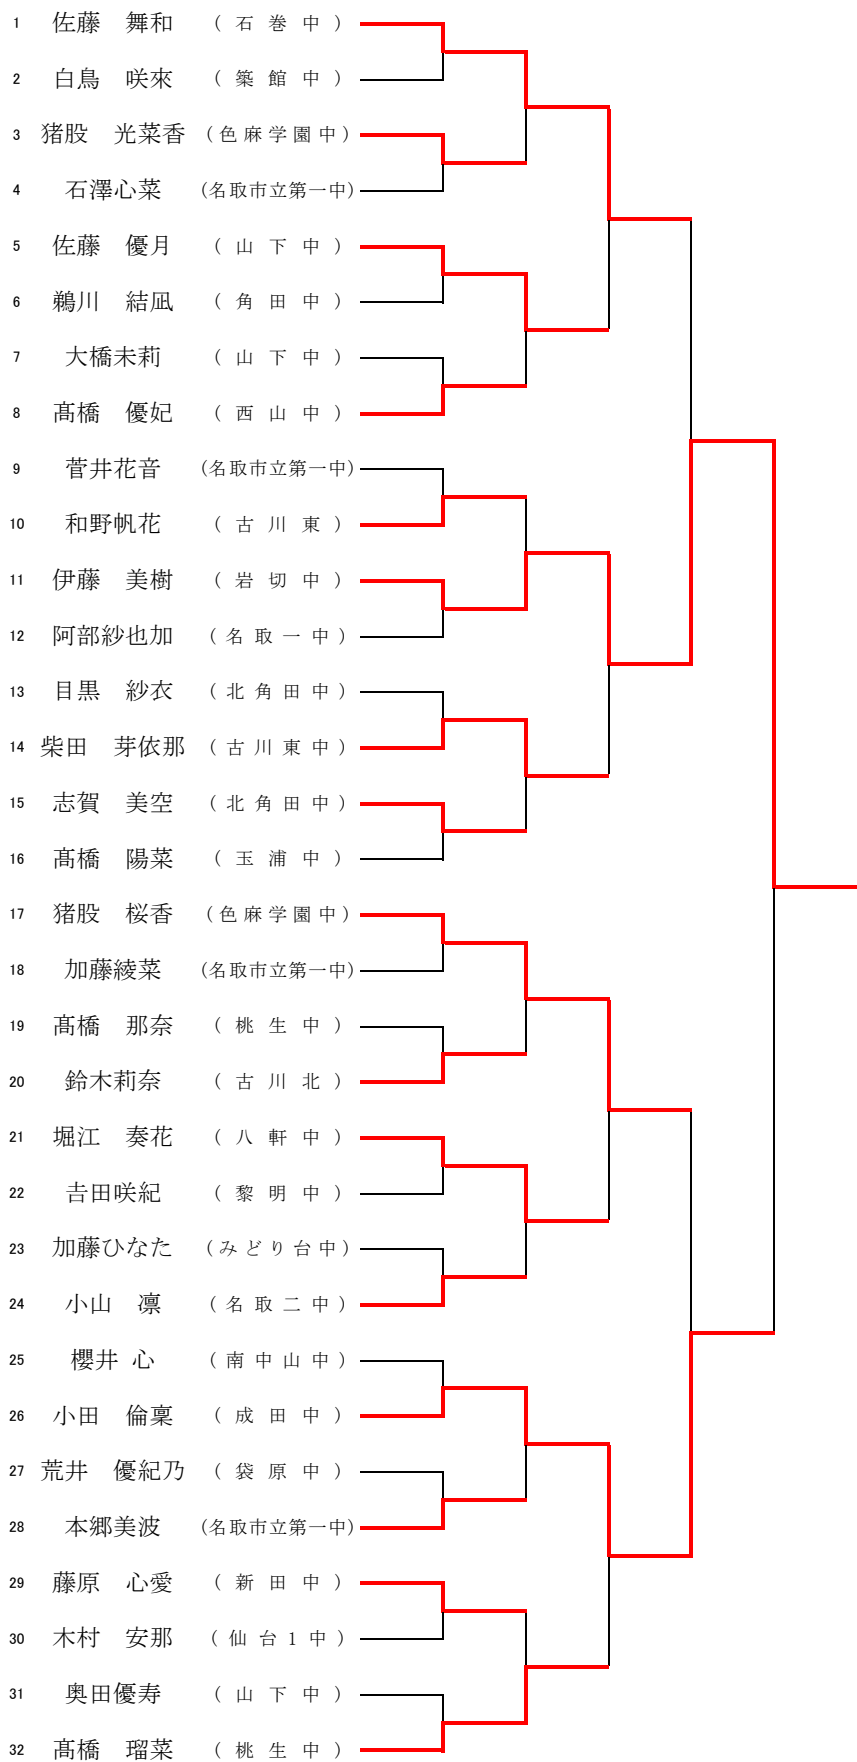 1 佐藤　舞和 (石巻中)
2 白鳥　咲來 (築館中)
3 猪股　光菜香 (色麻学園中)
4 石澤心菜 (名取市立第一中)
5 佐藤　優月 (山下中)
6 鵜川　結凪 (角田中)
7 大橋未莉 (山下中)
8 髙橋　優妃 (西山中)
9 菅井花音 (名取市立第一中)
10 和野帆花 (古川東)
11 伊藤　美樹 (岩切中)
12 阿部紗也加 (名取一中)
13 目黒　紗衣 (北角田中)
14 柴田　芽依那 (古川東中)
15 志賀　美空 (北角田中)
16 髙橋　陽菜 (玉浦中)
17 猪股　桜香 (色麻学園中)
18 加藤綾菜 (名取市立第一中)
19 髙橋　那奈 (桃生中)
20 鈴木莉奈 (古川北)
21 堀江　奏花 (八軒中)
22 𠮷田咲紀 (黎明中)
23 加藤ひなた (みどり台中)
24 小山　凛 (名取二中)
25 櫻井 心 (南中山中)
26 小田　倫稟 (成田中)
27 荒井　優紀乃 (袋原中)
28 本郷美波 (名取市立第一中)
29 藤原　心愛 (新田中)
30 木村　安那 (仙台1中)
31 奥田優寿 (山下中)
32 髙橋　瑠菜 (桃生中)